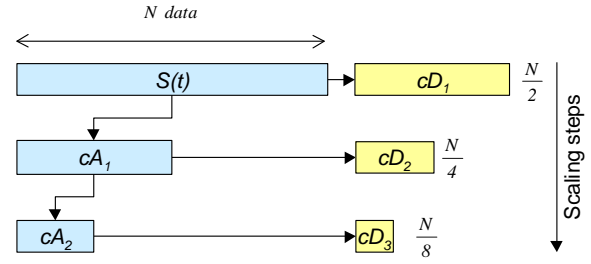 N data
S(t) cD₁ N/2
cA₁ cD₂ N/4
cA₂ cD₃ N/8
Scaling steps